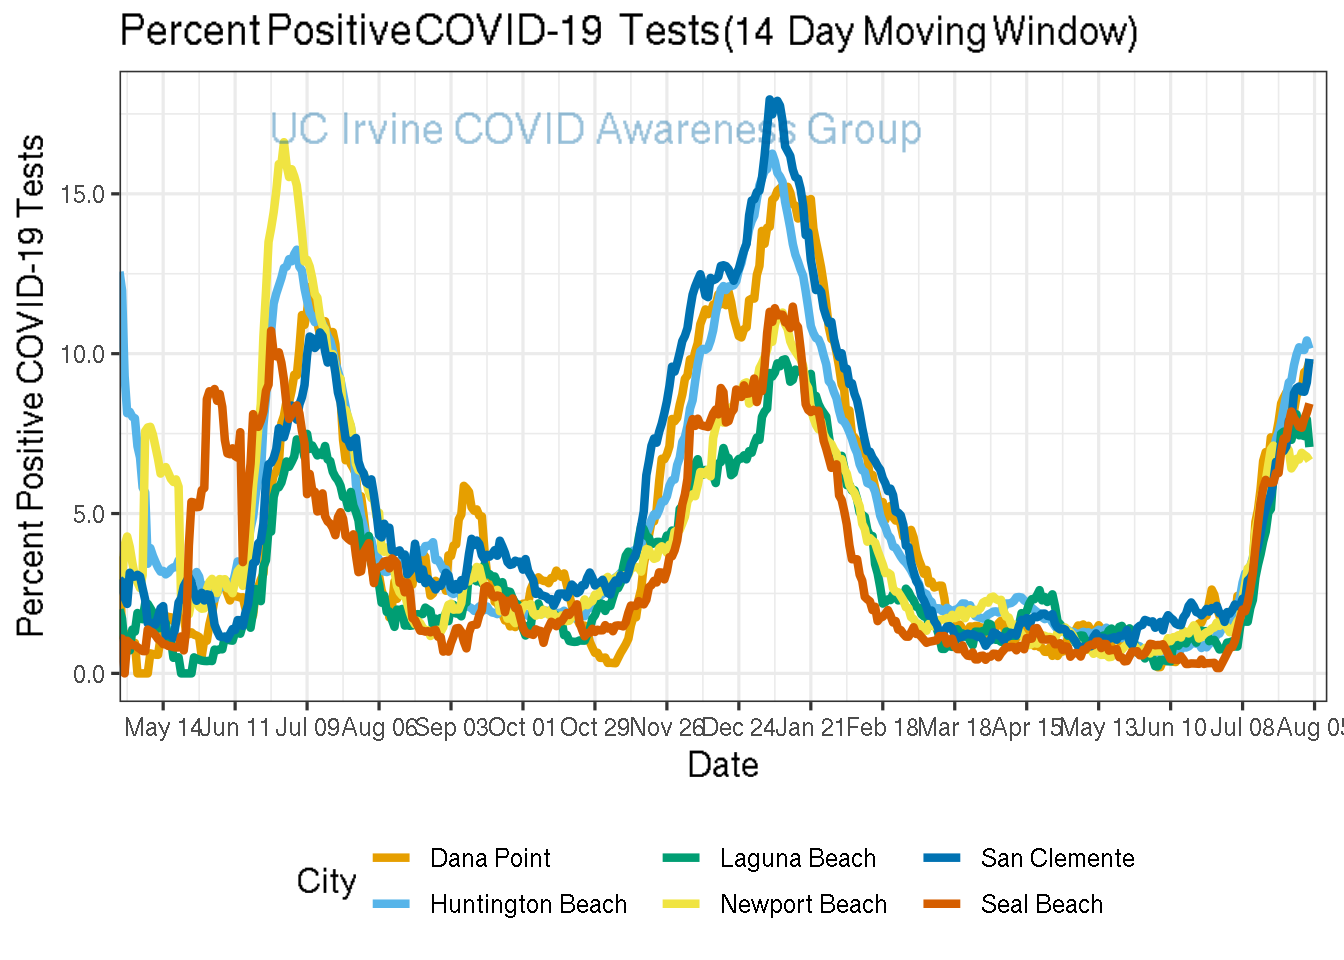 Percent Positive COVID-19 Tests(14 Day Moving Window)
UC Irvine COVID Awareness Group
Percent Positive COVID-19 Tests
15.0
10.0
5.0
0.0
May 14 Jun 11 Jul 09 Aug 06 Sep 03 Oct 01 Oct 29 Nov 26 Dec 24 Jan 21 Feb 18 Mar 18 Apr 15 May 13 Jun 10 Jul 08 Aug 05
Date
City
Dana Point Laguna Beach San Clemente
Huntington Beach Newport Beach Seal Beach